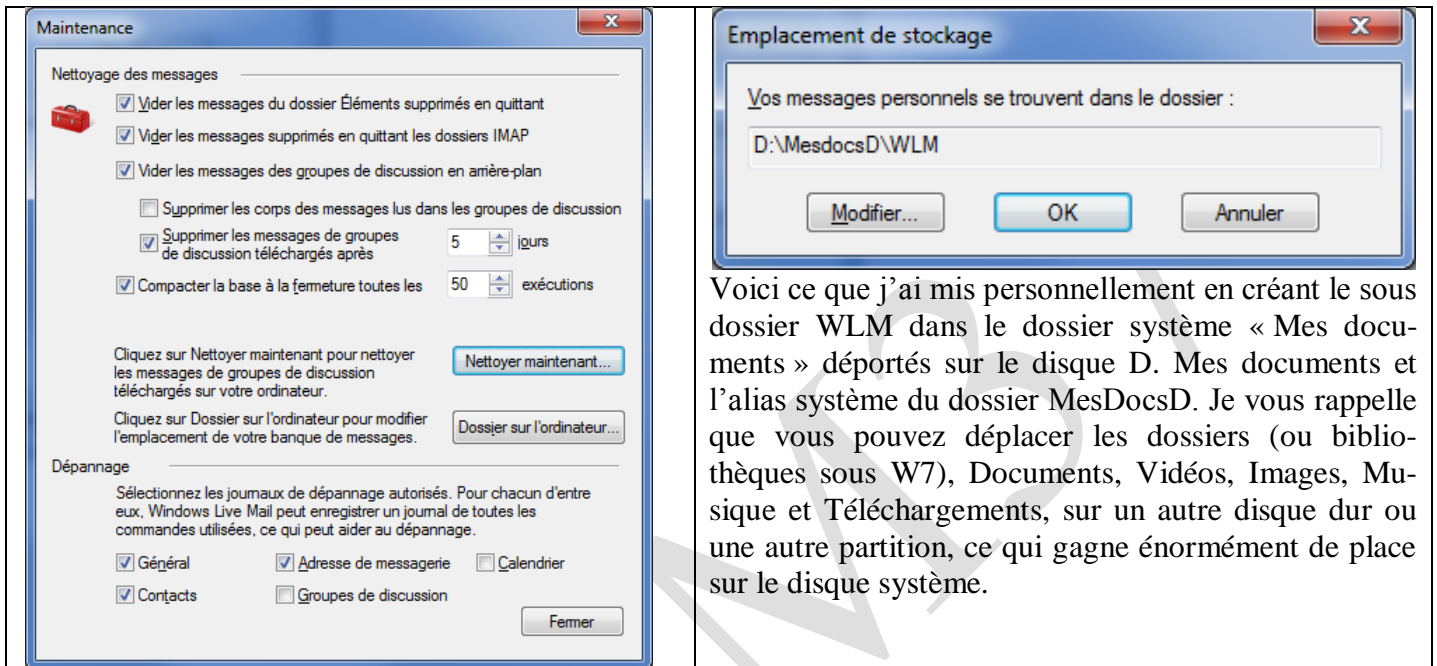 Maintenance
Nettoyage des messages
Vider les messages du dossier Éléments supprimés en quittant
Vider les messages supprimés en quittant les dossiers IMAP
Vider les messages des groupes de discussion en arrière-plan
Supprimer les corps des messages lus dans les groupes de discussion
Supprimer les messages de groupes
de discussion téléchargés après 5 jours
Compacter la base à la fermeture toutes les 50 exécutions
Cliquez sur Nettoyer maintenant pour nettoyer
les messages de groupes de discussion
téléchargés sur votre ordinateur.
Nettoyer maintenant...
Cliquez sur Dossier sur l'ordinateur pour modifier
l'emplacement de votre banque de messages.
Dossier sur l'ordinateur...
Dépannage
Sélectionnez les journaux de dépannage autorisés. Pour chacun d'entre
eux, Windows Live Mail peut enregistrer un journal de toutes les
commandes utilisées, ce qui peut aider au dépannage.
Général Adresse de messagerie Calendrier
Contacts Groupes de discussion
Fermer
Emplacement de stockage
Vos messages personnels se trouvent dans le dossier :
D:\MesdocsD\WLM
Modifier... OK Annuler
Voici ce que j'ai mis personnellement en créant le sous
dossier WLM dans le dossier système « Mes docu-
ments » déportés sur le disque D. Mes documents et
l'alias système du dossier MesDocsD. Je vous rappelle
que vous pouvez déplacer les dossiers (ou biblio-
thèques sous W7), Documents, Vidéos, Images, Mu-
sique et Téléchargements, sur un autre disque dur ou
une autre partition, ce qui gagne énormément de place
sur le disque système.